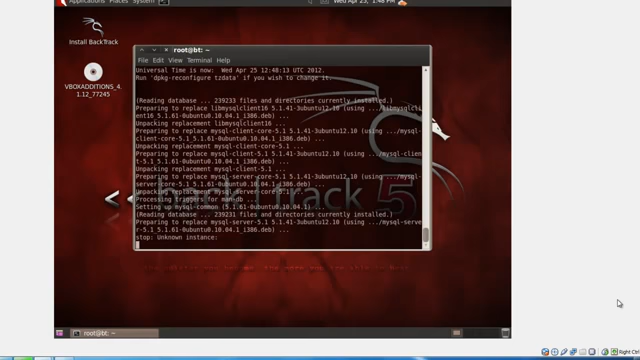 Applications Places System
Wed Apr 25, 1:48 PM
Install BackTrack
VBOXADDITIONS_4.
1.12_77245
root@bt: ~
File Edit View Terminal Help
Universal Time is now: Wed Apr 25 12:48:13 UTC 2012.
Run 'dpkg-reconfigure tzdata' if you wish to change it.
(Reading database ... 239233 files and directories currently installed.)
Preparing to replace libmysqlclient16 5.1.41-3ubuntu12.10 (using .../libmysqlcli
ent16_5.1.61-0ubuntu0.10.04.1_i386.deb) ...
Unpacking replacement libmysqlclient16 ...
Preparing to replace mysql-client-core-5.1 5.1.41-3ubuntu12.10 (using .../mysql-
client-core-5.1_5.1.61-0ubuntu0.10.04.1_i386.deb) ...
Unpacking replacement mysql-client-core-5.1 ...
Preparing to replace mysql-client-5.1 5.1.41-3ubuntu12.10 (using .../mysql-clien
t-5.1_5.1.61-0ubuntu0.10.04.1_i386.deb) ...
Unpacking replacement mysql-client-5.1 ...
Preparing to replace mysql-server-core-5.1 5.1.41-3ubuntu12.10 (using .../mysql-
server-core-5.1_5.1.61-0ubuntu0.10.04.1_i386.deb) ...
Unpacking replacement mysql-server-core-5.1 ...
Processing triggers for man-db ...
Setting up mysql-common (5.1.61-0ubuntu0.10.04.1) ...
(Reading database ... 239231 files and directories currently installed.)
Preparing to replace mysql-server-5.1 5.1.41-3ubuntu12.10 (using .../mysql-serve
r-5.1_5.1.61-0ubuntu0.10.04.1_i386.deb) ...
stop: Unknown instance:
<< back | track 5
root@bt: ~
Right Ctrl